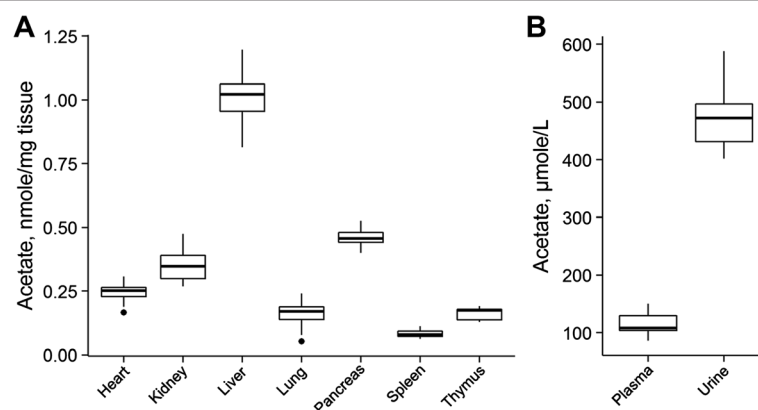 A
Acetate, nmole/mg tissue
1.25
1.00
0.75
0.50
0.25
0.00
Heart
Kidney
Liver
Lung
Pancreas
Spleen
Thymus
B
Acetate, µmole/L
600
500
400
300
200
100
Plasma
Urine